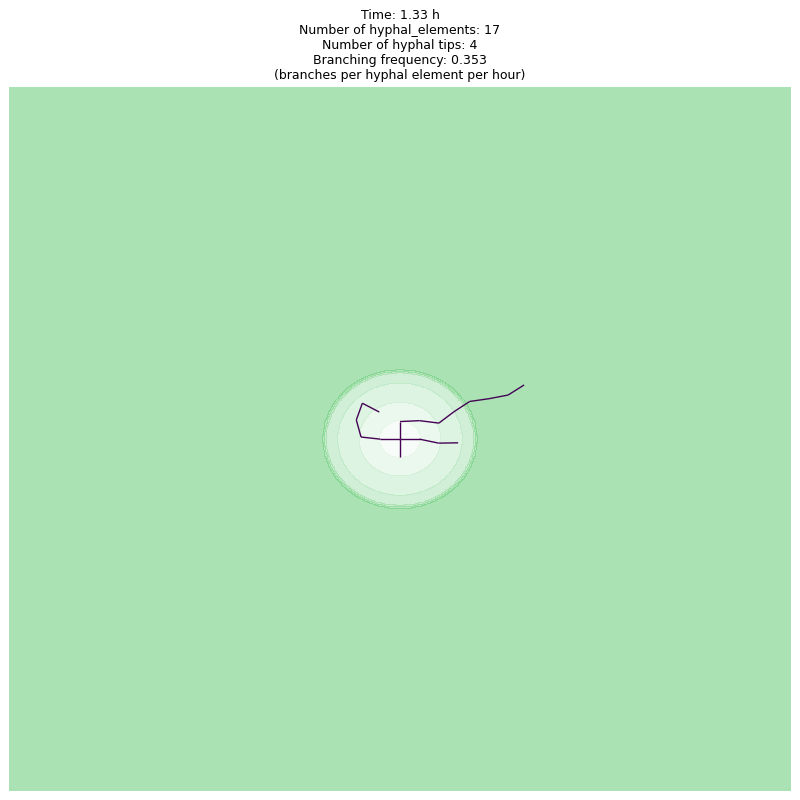 Time: 1.33 h
Number of hyphal_elements: 17
Number of hyphal tips: 4
Branching frequency: 0.353
(branches per hyphal element per hour)